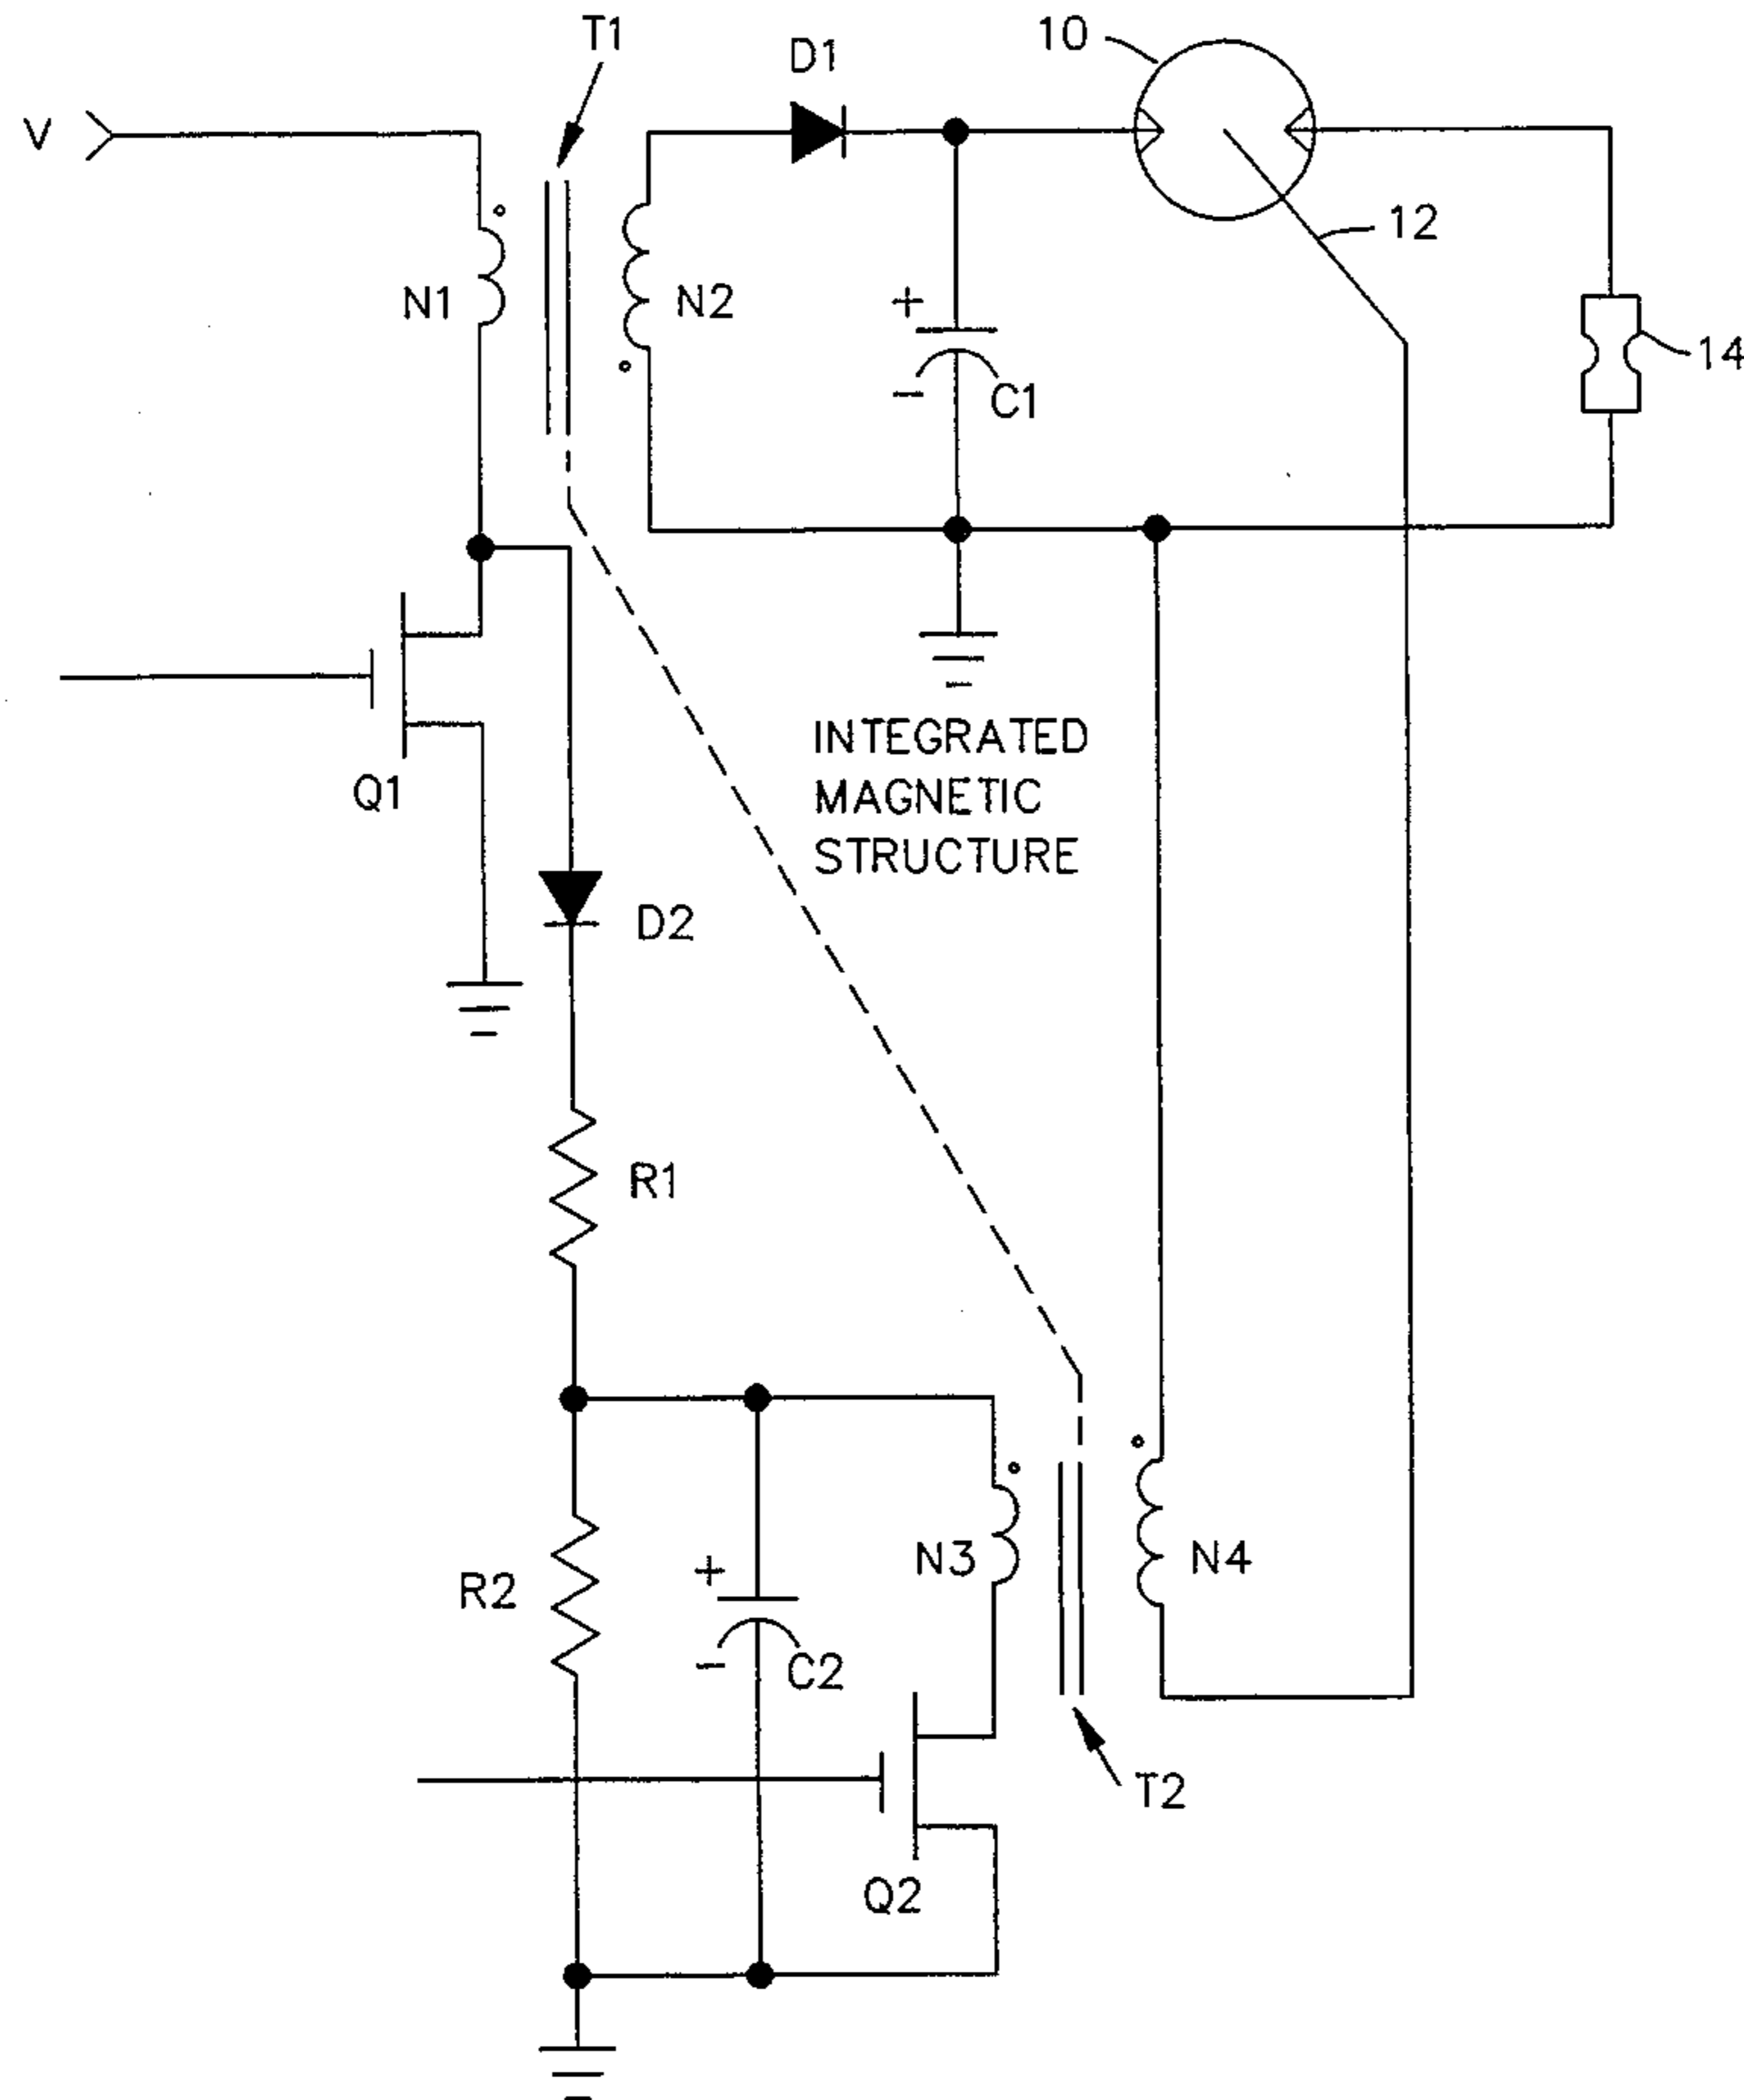 T1
D1
10
V
N1
N2
12
+
-
C1
14
Q1
INTEGRATED
MAGNETIC
STRUCTURE
D2
R1
N3
N4
R2
+
-
C2
T2
Q2